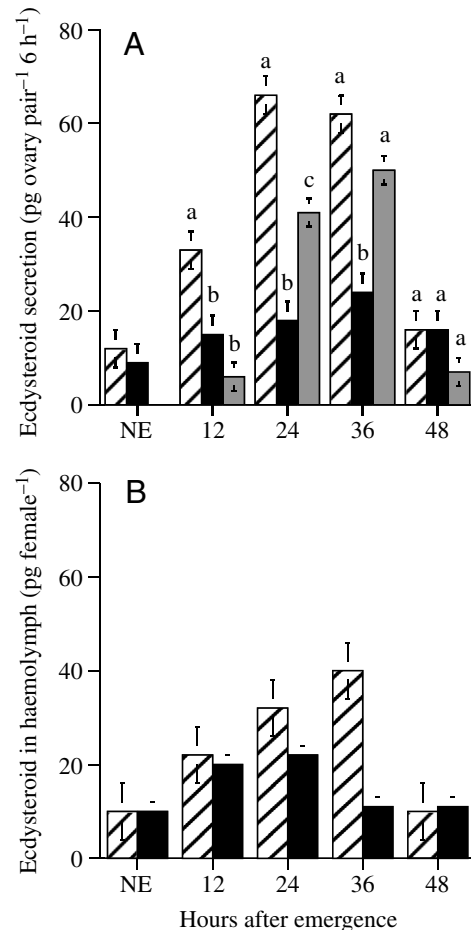 A
Ecdysteroid secretion (pg ovary pair⁻¹ 6 h⁻¹)
80
60
40
20
0
a
b
a
b
b
a
c
a
b
a
a
a
NE 12 24 36 48
B
Ecdysteroid in haemolymph (pg female⁻¹)
80
60
40
20
0
NE 12 24 36 48
Hours after emergence